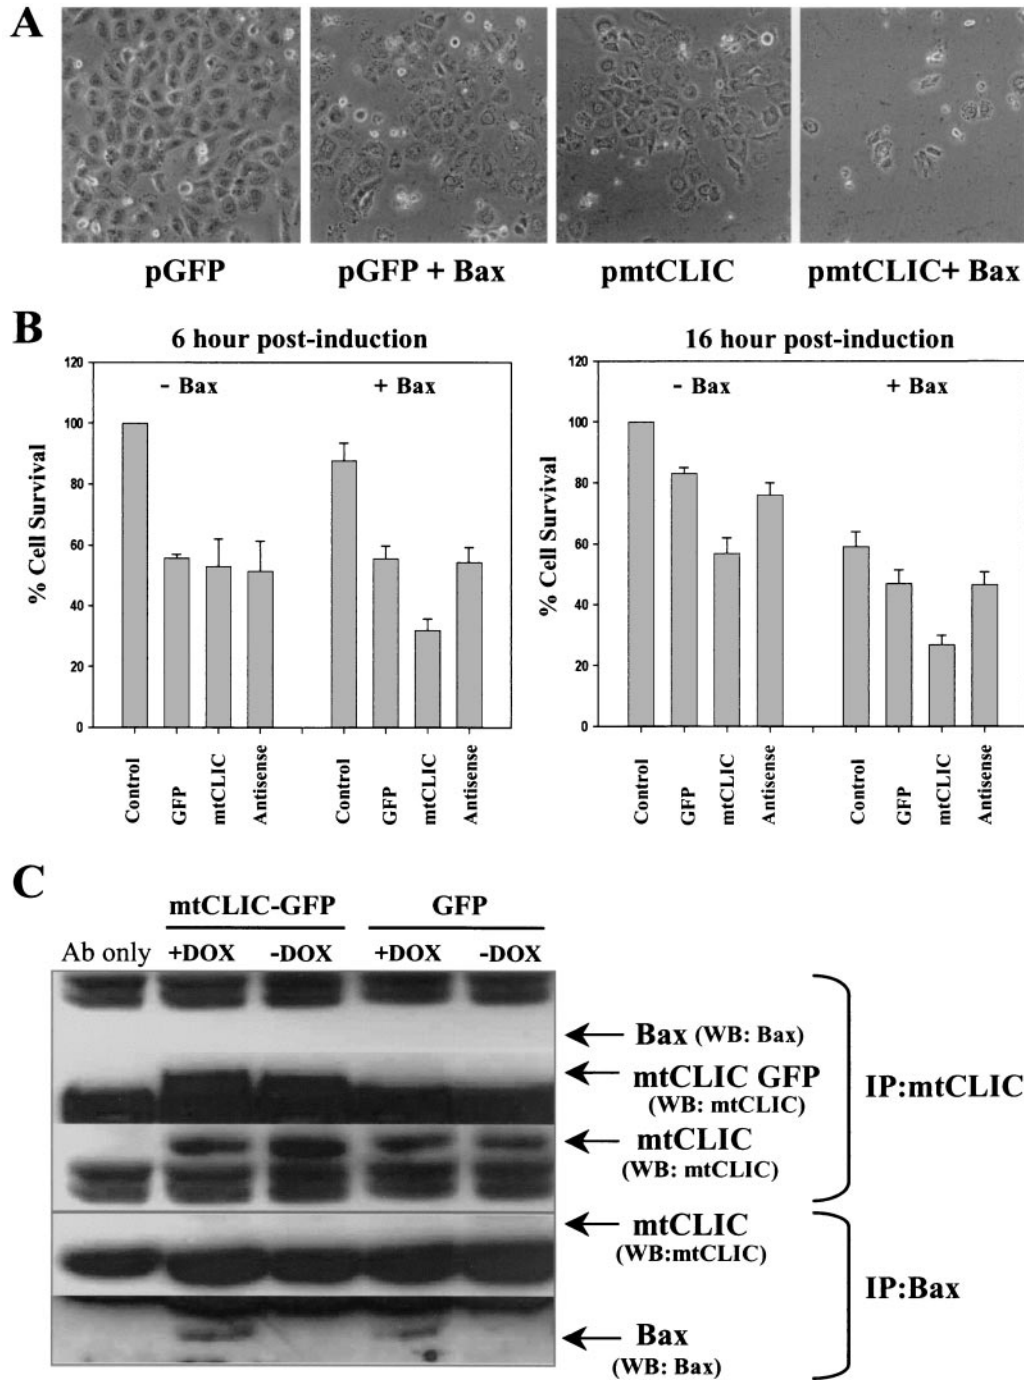 A
pGFP
pGFP + Bax
pmtCLIC
pmtCLIC+ Bax
B
6 hour post-induction
% Cell Survival
120
100
80
60
40
20
0
- Bax
+ Bax
Control
GFP
mtCLIC
Antisense
Control
GFP
mtCLIC
Antisense
16 hour post-induction
% Cell Survival
120
100
80
60
40
20
0
- Bax
+ Bax
Control
GFP
mtCLIC
Antisense
Control
GFP
mtCLIC
Antisense
C
mtCLIC-GFP
GFP
Ab only
+DOX
-DOX
+DOX
-DOX
Bax (WB: Bax)
mtCLIC GFP
(WB: mtCLIC)
mtCLIC
(WB: mtCLIC)
IP:mtCLIC
mtCLIC
(WB:mtCLIC)
Bax
(WB: Bax)
IP:Bax